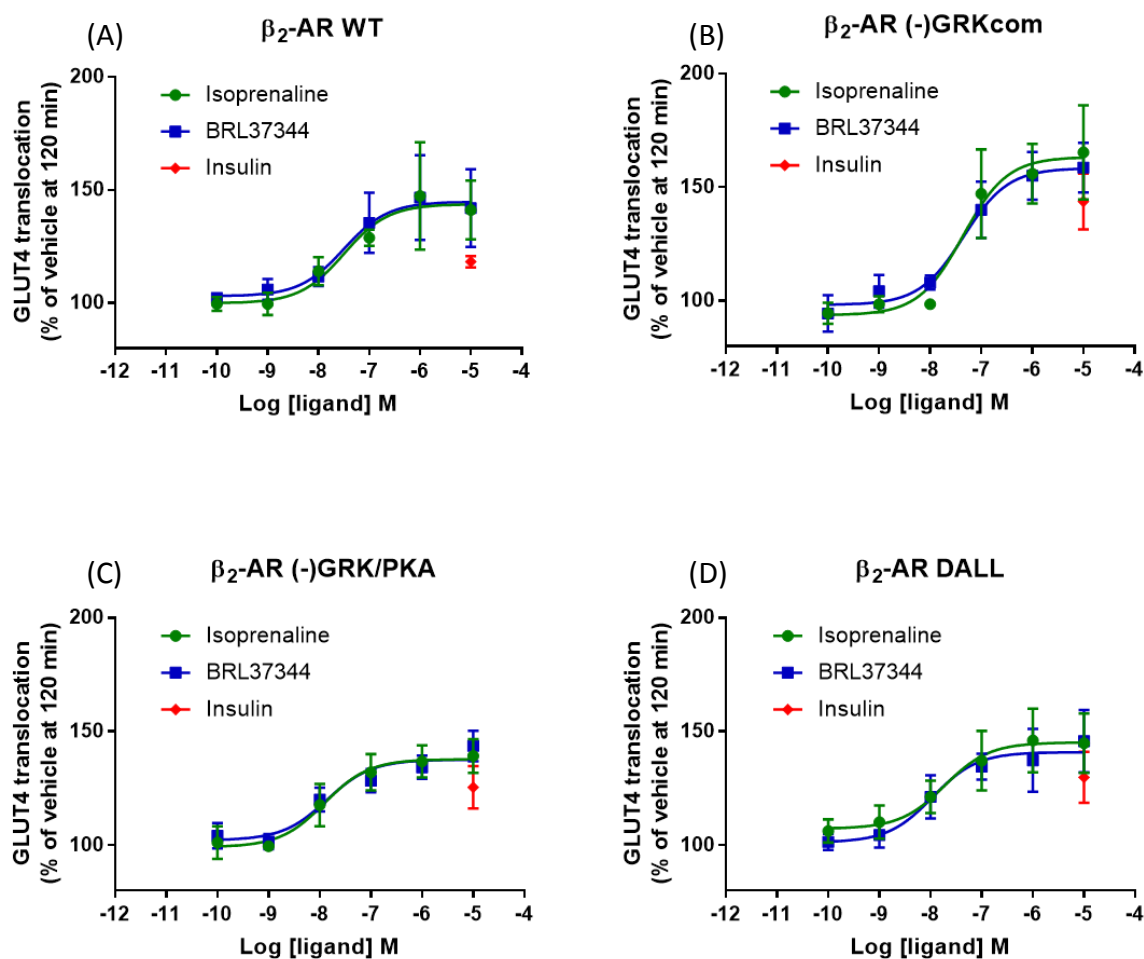 (A)
β2-AR WT
200
150
100
GLUT4 translocation
(% of vehicle at 120 min)
Isoprenaline
BRL37344
Insulin
-12 -11 -10 -9 -8 -7 -6 -5 -4
Log [ligand] M
(B)
β2-AR (-)GRKcom
200
150
100
GLUT4 translocation
(% of vehicle at 120 min)
Isoprenaline
BRL37344
Insulin
-12 -11 -10 -9 -8 -7 -6 -5 -4
Log [ligand] M
(C)
β2-AR (-)GRK/PKA
200
150
100
GLUT4 translocation
(% of vehicle at 120 min)
Isoprenaline
BRL37344
Insulin
-12 -11 -10 -9 -8 -7 -6 -5 -4
Log [ligand] M
(D)
β2-AR DALL
200
150
100
GLUT4 translocation
(% of vehicle at 120 min)
Isoprenaline
BRL37344
Insulin
-12 -11 -10 -9 -8 -7 -6 -5 -4
Log [ligand] M